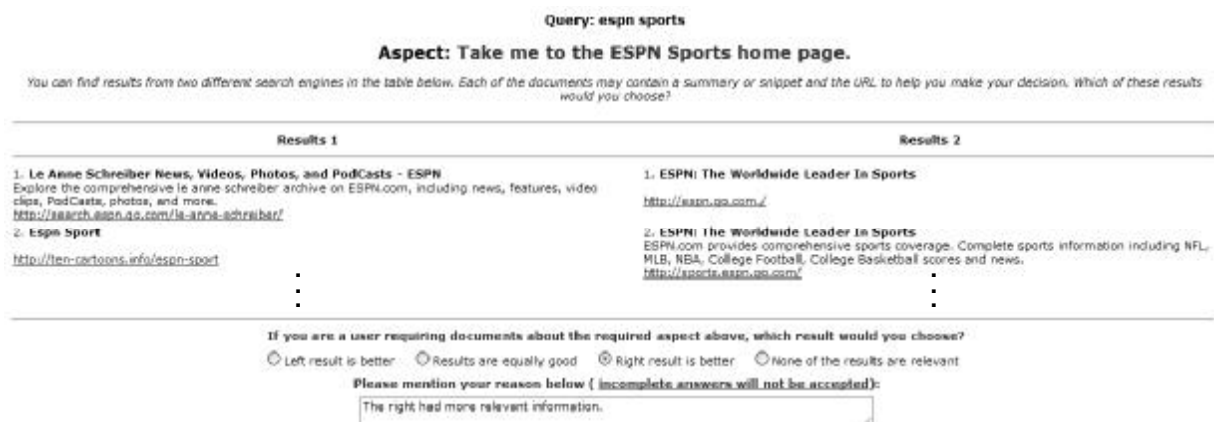 Query: espn sports
Aspect: Take me to the ESPN Sports home page.
You can find results from two different search engines in the table below. Each of the documents may contain a summary or snippet and the URL to help you make your decision. Which of these results
would you choose?
Results 1
1. Le Anne Schreiber News, Videos, Photos, and PodCasts - ESPN
Explore the comprehensive le anne schreiber archive on ESPN.com, including news, features, video
clips, PodCasts, photos, and more.
http://search.espn.go.com/le-anne-schreiber/
2. Espn Sport
http://ten-cartoons.info/espn-sport
Results 2
1. ESPN: The Worldwide Leader In Sports
http://espn.go.com./
2. ESPN: The Worldwide Leader In Sports
ESPN.com provides comprehensive sports coverage. Complete sports information including NFL,
MLB, NBA, College Football, College Basketball scores and news.
http://sports.espn.go.com/
If you are a user requiring documents about the required aspect above, which result would you choose?
Left result is better Results are equally good Right result is better None of the results are relevant
Please mention your reason below ( incomplete answers will not be accepted):
The right had more relevant information.